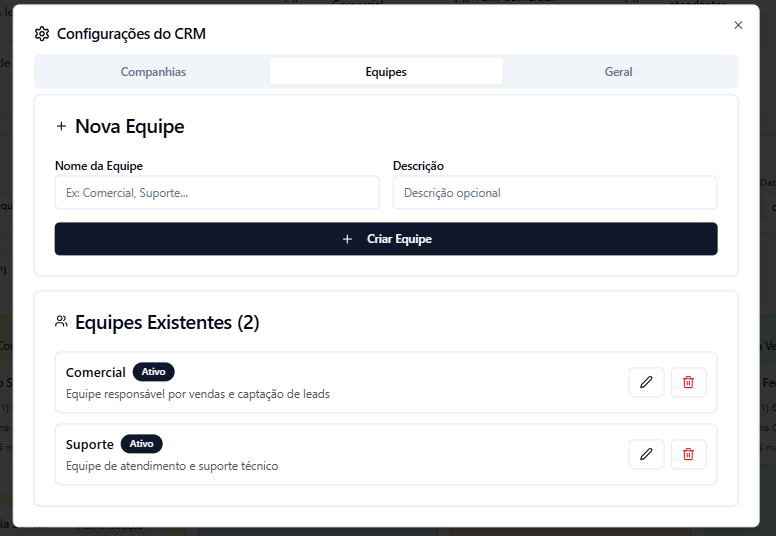 Configurações do CRM
Companhias
Equipes
Geral
Nova Equipe
Nome da Equipe
Descrição
Ex: Comercial, Suporte...
Descrição opcional
Criar Equipe
Equipes Existentes (2)
Comercial
Ativo
Equipe responsável por vendas e captação de leads
Suporte
Ativo
Equipe de atendimento e suporte técnico